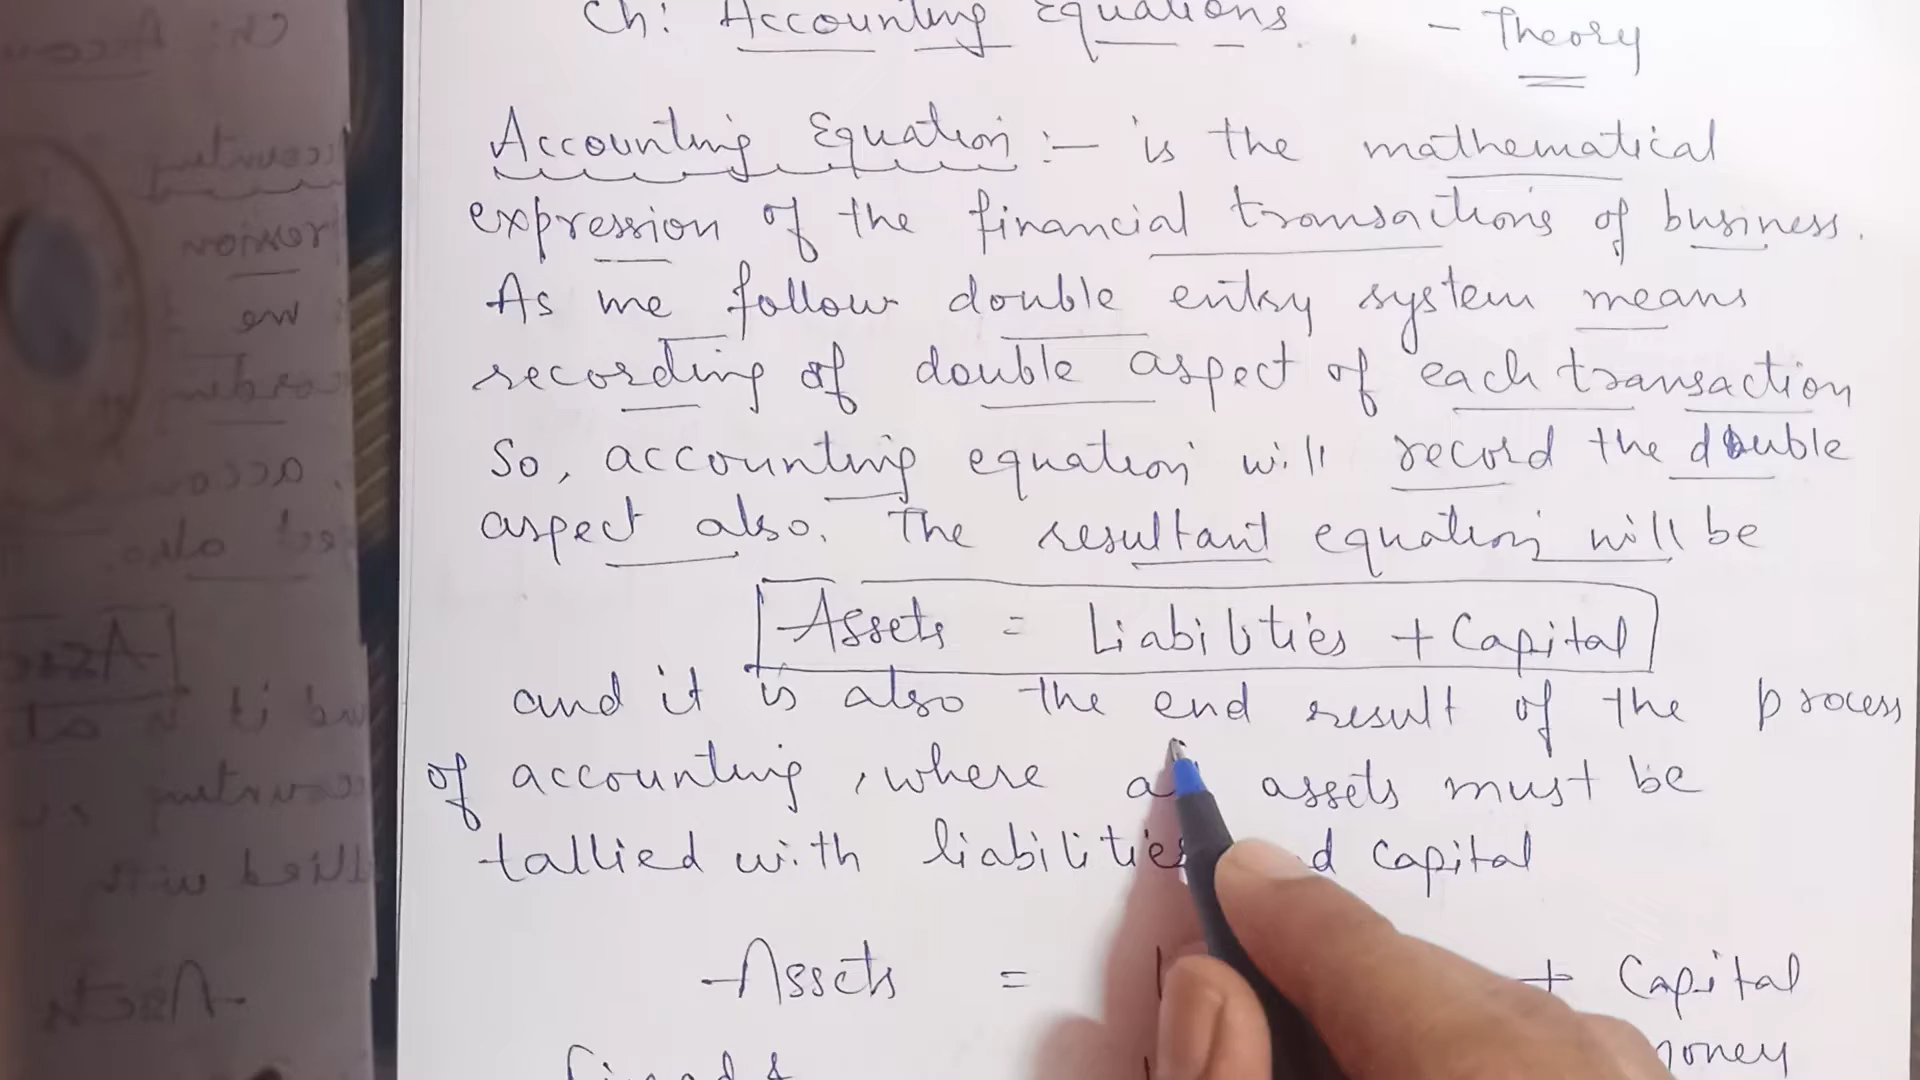 Ch: Accounting Equations. - Theory
Accounting Equation :- is the mathematical
expression of the financial transactions of business.
As we follow double entry system means
recording of double aspect of each transaction
So, accounting equation will record the double
aspect also. The resultant equation will be
Assets = Liabilities + Capital
and it is also the end result of the process
of accounting, where assets must be
tallied with liabilities capital
Assets = + Capital
money